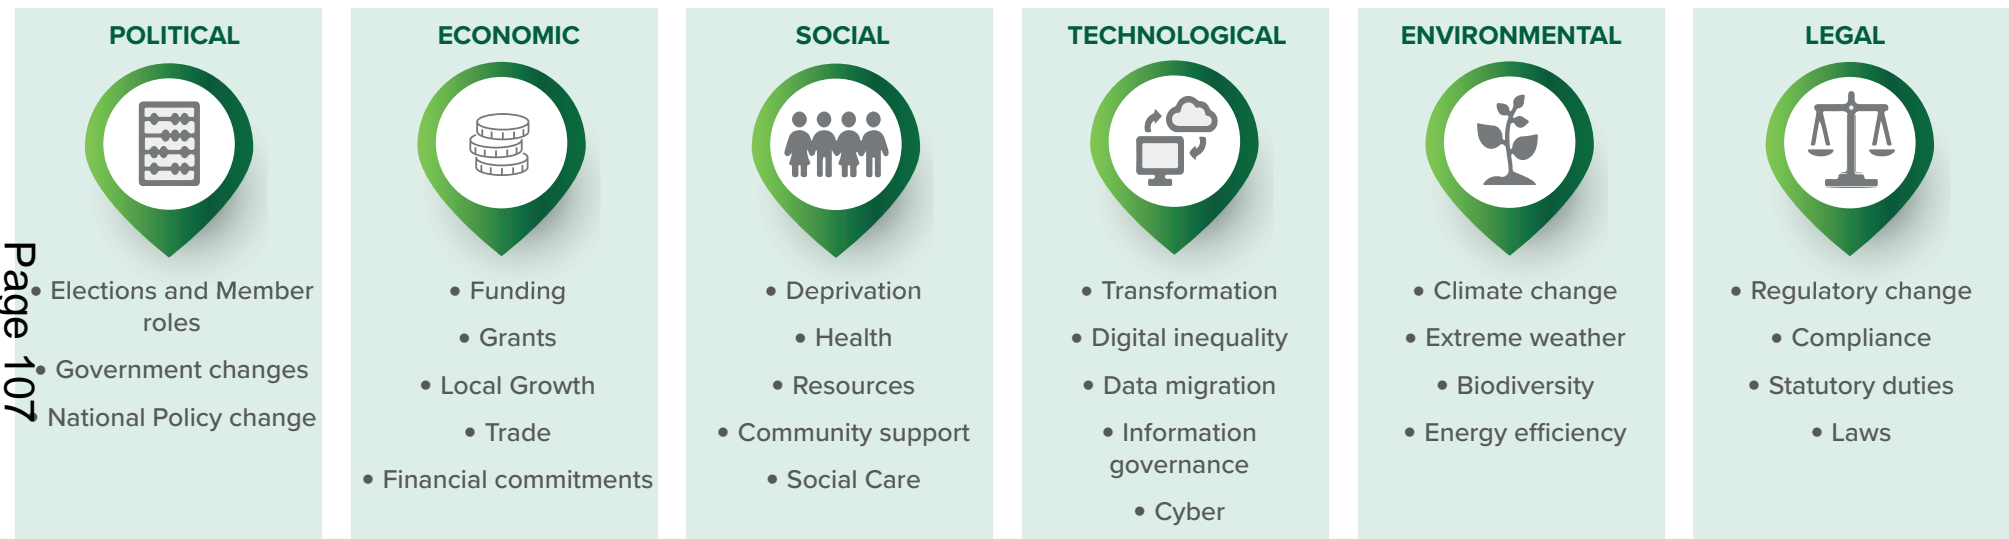 POLITICAL
• Elections and Member
roles
• Government changes
• National Policy change
ECONOMIC
• Funding
• Grants
• Local Growth
• Trade
• Financial commitments
SOCIAL
• Deprivation
• Health
• Resources
• Community support
• Social Care
TECHNOLOGICAL
• Transformation
• Digital inequality
• Data migration
• Information
governance
• Cyber
ENVIRONMENTAL
• Climate change
• Extreme weather
• Biodiversity
• Energy efficiency
LEGAL
• Regulatory change
• Compliance
• Statutory duties
• Laws
Page 107